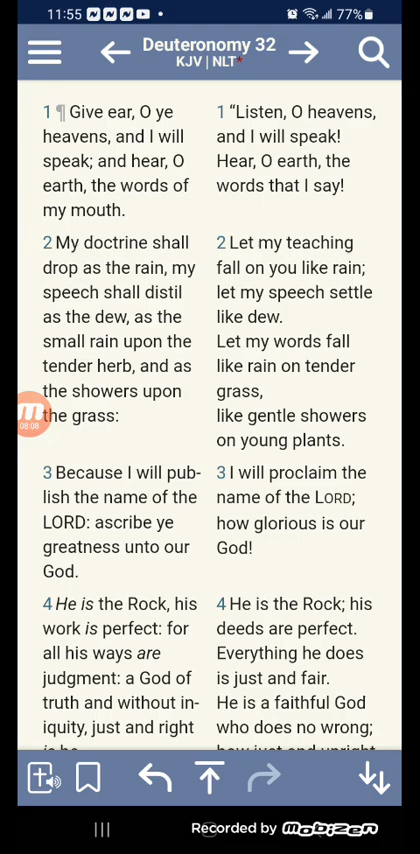 11:55
77%
Deuteronomy 32
KJV | NLT*
1 ¶ Give ear, O ye
heavens, and I will
speak; and hear, O
earth, the words of
my mouth.
2 My doctrine shall
drop as the rain, my
speech shall distil
as the dew, as the
small rain upon the
tender herb, and as
the showers upon
the grass:
3 Because I will pub-
lish the name of the
LORD: ascribe ye
greatness unto our
God.
4 He is the Rock, his
work is perfect: for
all his ways are
judgment: a God of
truth and without in-
iquity, just and right
is he.
1 “Listen, O heavens,
and I will speak!
Hear, O earth, the
words that I say!
2 Let my teaching
fall on you like rain;
let my speech settle
like dew.
Let my words fall
like rain on tender
grass,
like gentle showers
on young plants.
3 I will proclaim the
name of the LORD;
how glorious is our
God!
4 He is the Rock; his
deeds are perfect.
Everything he does
is just and fair.
He is a faithful God
who does no wrong;
how just and upright
08:08
Recorded by mobizen